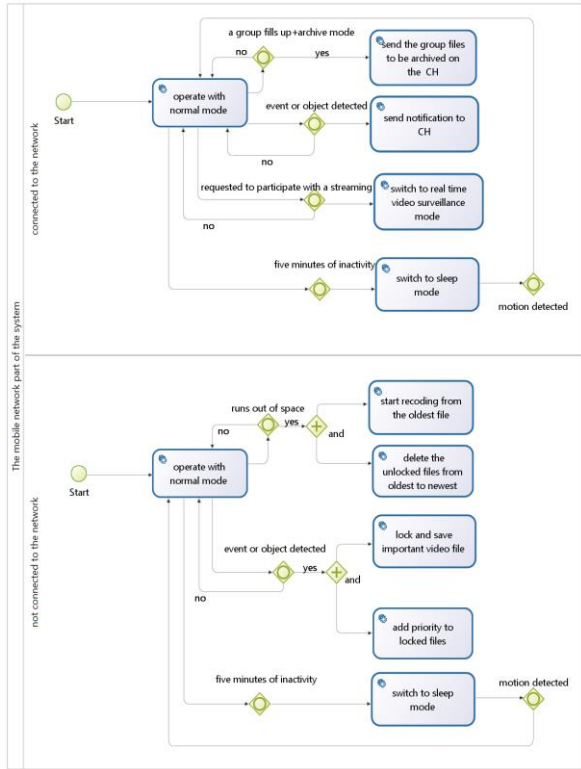 The mobile network part of the system
connected to the network
a group fills up+archive mode
no
yes
send the group files
to be archived on
the CH
Start
operate with
normal mode
event or object detected
no
send notification to
CH
requested to participate with a streaming
no
switch to real time
video surveillance
mode
five minutes of inactivity
switch to sleep
mode
motion detected
not connected to the network
runs out of space
no
yes
and
start recoding from
the oldest file
Start
operate with
normal mode
delete the
unlocked files from
oldest to newest
event or object detected
yes
no
and
lock and save
important video file
add priority to
locked files
five minutes of inactivity
switch to sleep
mode
motion detected